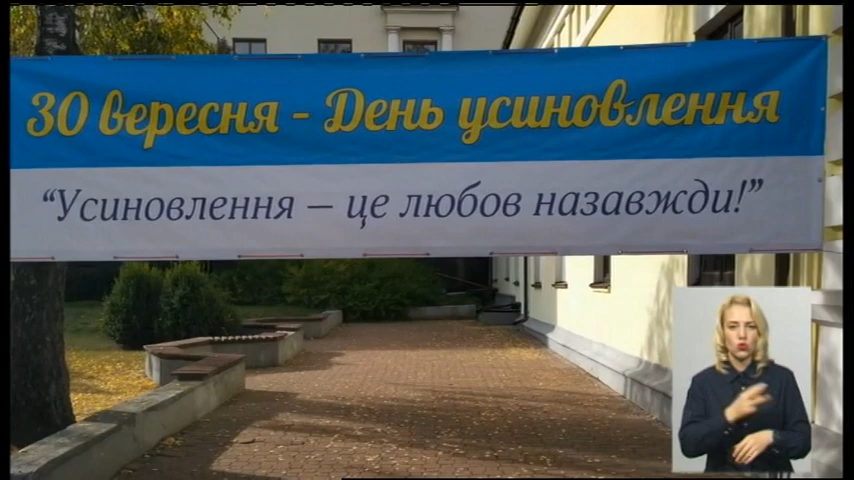 30 вересня - День усиновлення
“Усиновлення – це любов назавжди!”